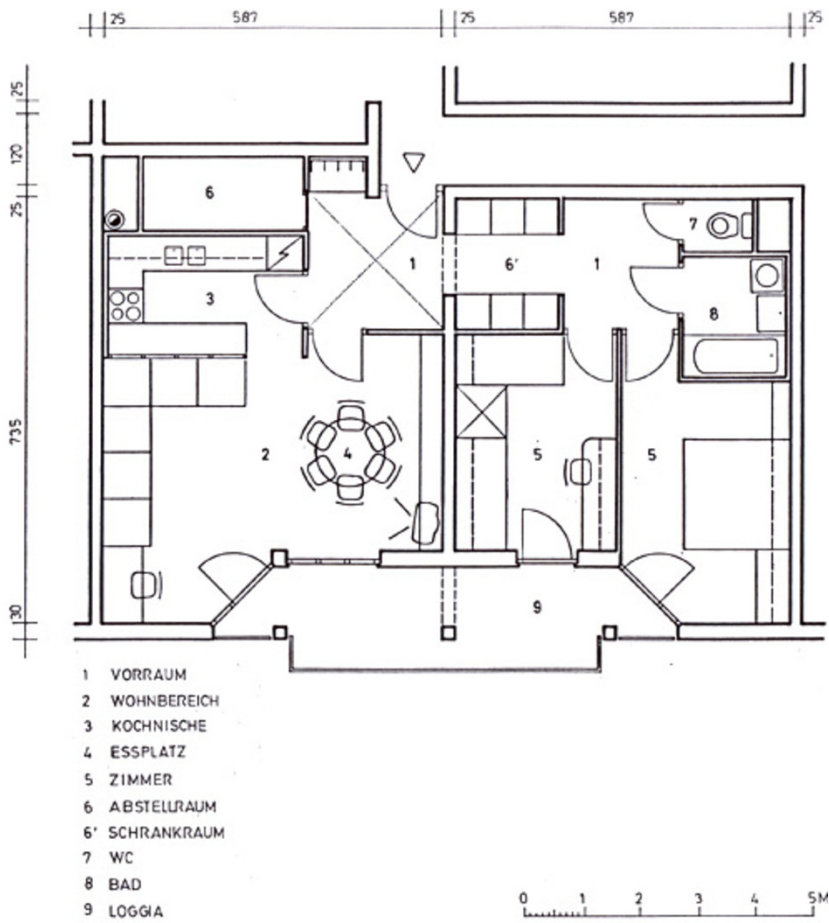 25 587 25 587 25
25
120
25
735
30
6
7
1
6' 1
3
8
2 4 5 5
9
1 VORRAUM
2 WOHNBEREICH
3 KOCHNISCHE
4 ESSPLATZ
5 ZIMMER
6 ABSTELLRAUM
6' SCHRANKRAUM
7 WC
8 BAD
9 LOGGIA
0 1 2 3 4 5M